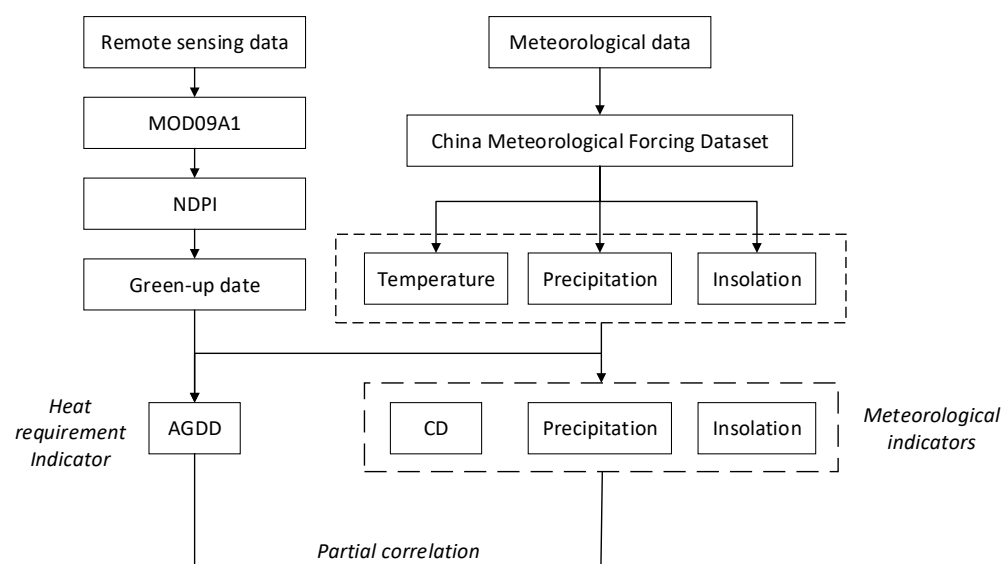 Remote sensing data
Meteorological data
MOD09A1
China Meteorological Forcing Dataset
NDPI
Green-up date
Temperature
Precipitation
Insolation
Heat
requirement
Indicator
AGDD
CD
Precipitation
Insolation
Meteorological
indicators
Partial correlation